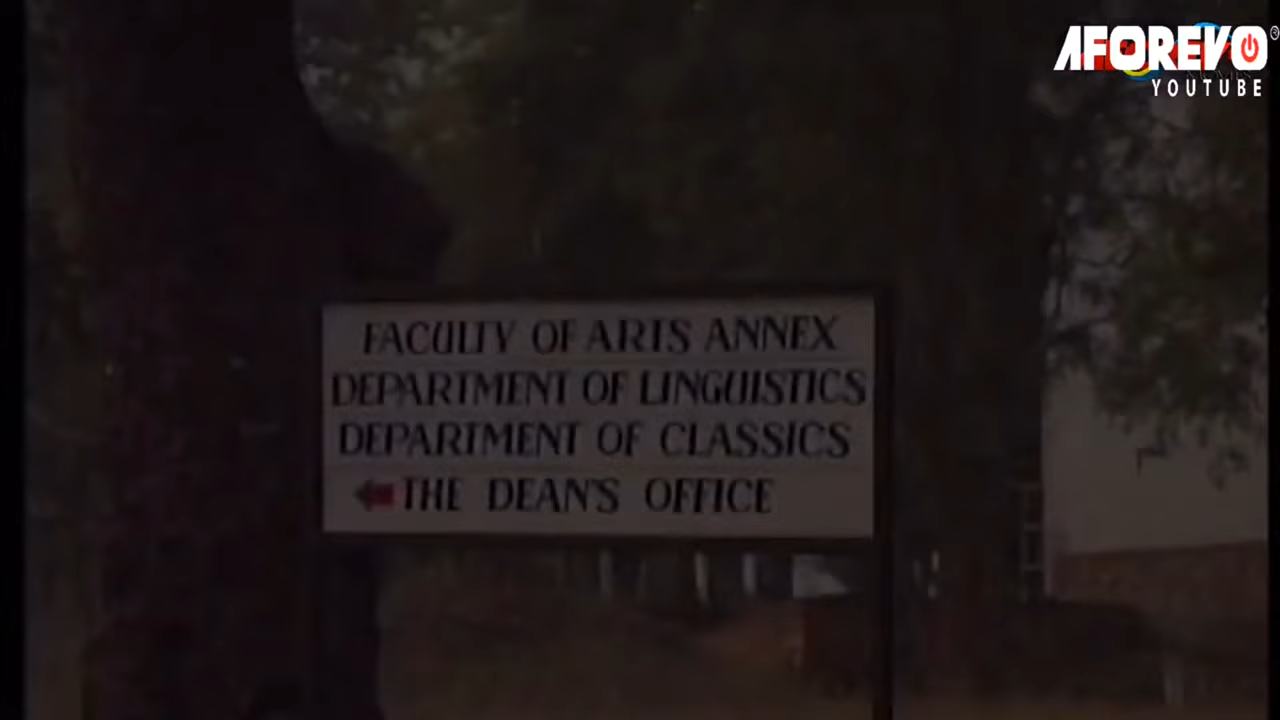 AFOREVO
YOUTUBE
FACULTY OF ARTS ANNEX
DEPARTMENT OF LINGUISTICS
DEPARTMENT OF CLASSICS
THE DEAN'S OFFICE